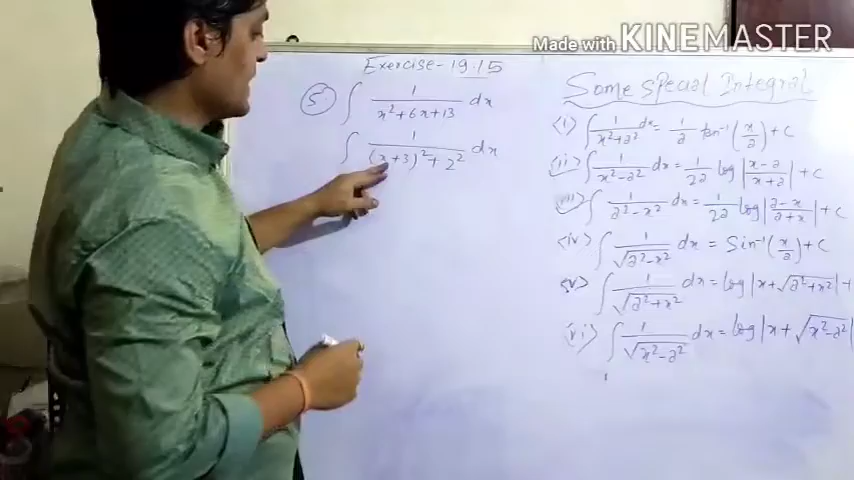 Made with KINEMASTER
Exercise - 19.15
(5) ∫ 1/(x²+6x+13) dx
∫ 1/((x+3)²+2²) dx
Some special Integral
(i) ∫ 1/(x²+a²) dx = 1/a tan⁻¹(x/a)+C
(ii) ∫ 1/(x²-a²) dx = 1/2a log|x-a/x+a|+C
(iii) ∫ 1/(a²-x²) dx = 1/2a log|a-x/a+x|+C
(iv) ∫ 1/√(a²-x²) dx = Sin⁻¹(x/a)+C
(v) ∫ 1/√(a²+x²) dx = log|x+√(a²+x²)|+
(vi) ∫ 1/√(x²-a²) dx = log|x+√(x²-a²)|